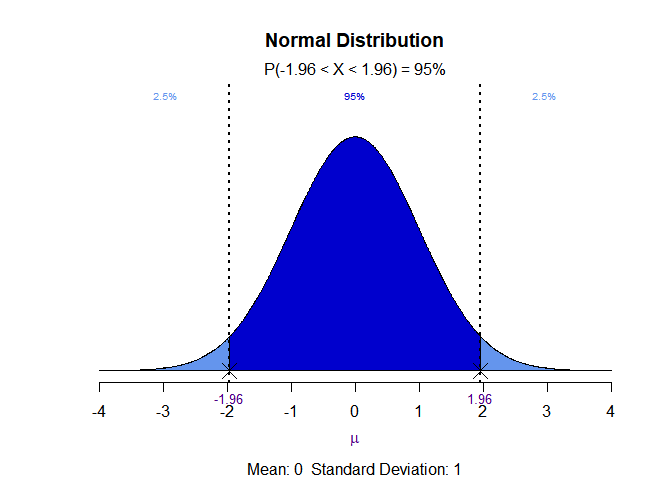 Normal Distribution
P(-1.96 < X < 1.96) = 95%
2.5% 95% 2.5%
-1.96 1.96
-4 -3 -2 -1 0 1 2 3 4
μ
Mean: 0 Standard Deviation: 1